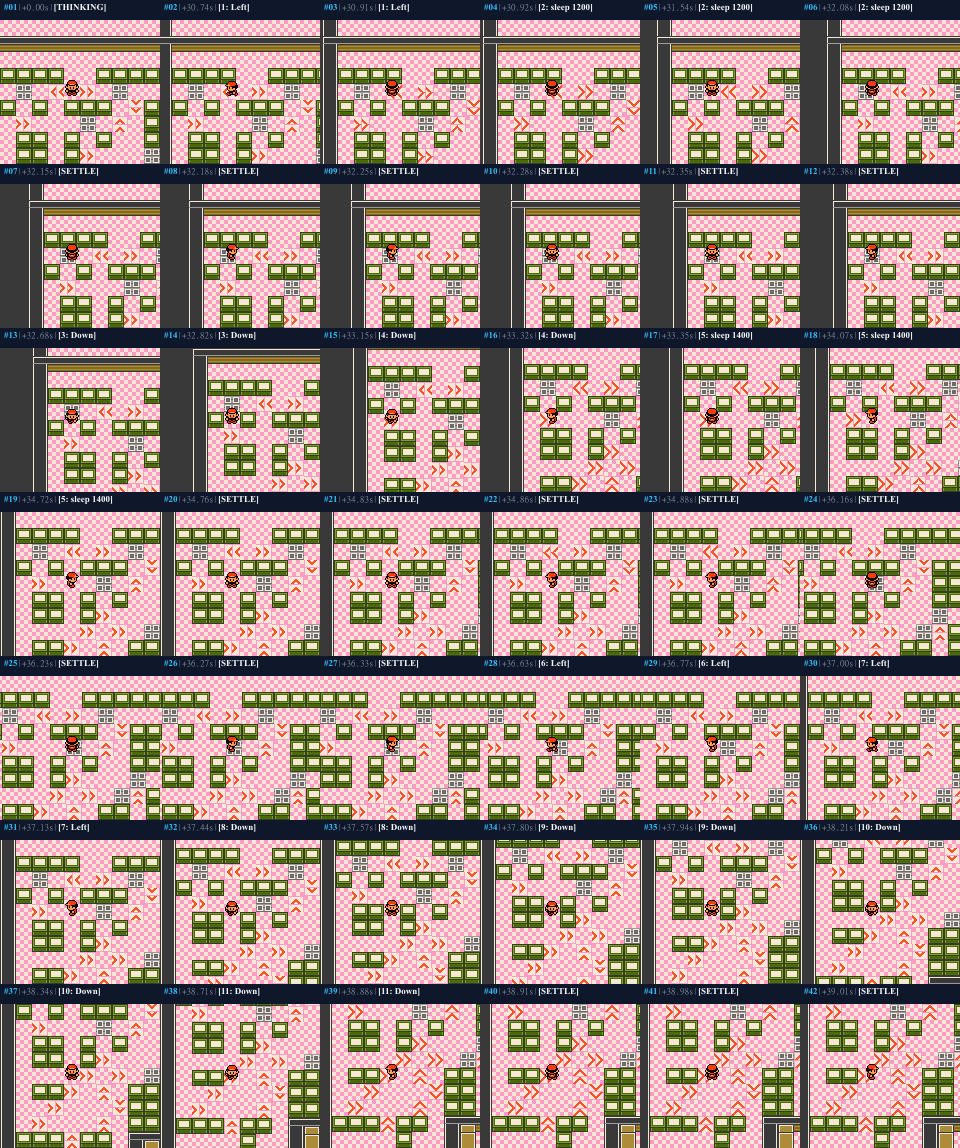 #01|+0.00s|[THINKING] #02|+30.74s|[1: Left] #03|+30.91s|[1: Left] #04|+30.92s|[2: sleep 1200] #05|+31.54s|[2: sleep 1200] #06|+32.08s|[2: sleep 1200]
#07|+32.15s|[SETTLE] #08|+32.18s|[SETTLE] #09|+32.25s|[SETTLE] #10|+32.28s|[SETTLE] #11|+32.35s|[SETTLE] #12|+32.38s|[SETTLE]
#13|+32.68s|[3: Down] #14|+32.82s|[3: Down] #15|+33.15s|[4: Down] #16|+33.32s|[4: Down] #17|+33.35s|[5: sleep 1400] #18|+34.07s|[5: sleep 1400]
#19|+34.72s|[5: sleep 1400] #20|+34.76s|[SETTLE] #21|+34.83s|[SETTLE] #22|+34.86s|[SETTLE] #23|+34.88s|[SETTLE] #24|+36.16s|[SETTLE]
#25|+36.23s|[SETTLE] #26|+36.27s|[SETTLE] #27|+36.33s|[SETTLE] #28|+36.63s|[6: Left] #29|+36.77s|[6: Left] #30|+37.00s|[7: Left]
#31|+37.13s|[7: Left] #32|+37.44s|[8: Down] #33|+37.57s|[8: Down] #34|+37.80s|[9: Down] #35|+37.94s|[9: Down] #36|+38.21s|[10: Down]
#37|+38.34s|[10: Down] #38|+38.71s|[11: Down] #39|+38.88s|[11: Down] #40|+38.91s|[SETTLE] #41|+38.98s|[SETTLE] #42|+39.01s|[SETTLE]